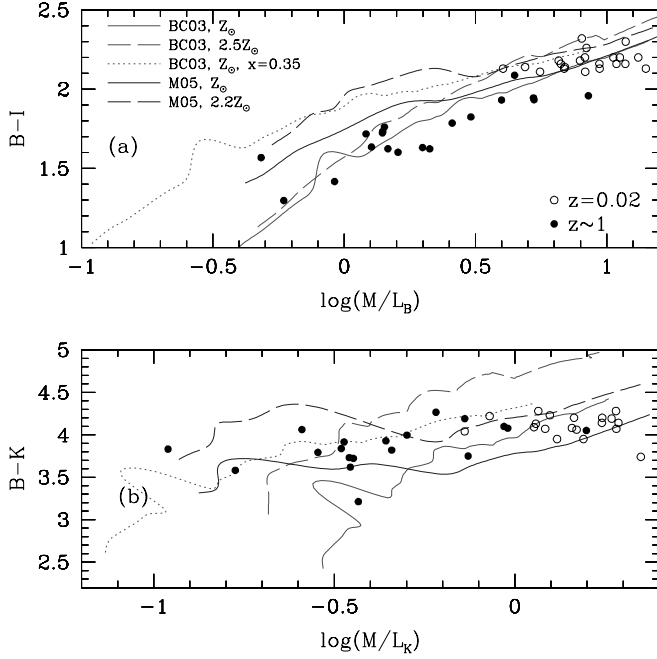 2.5
BC03, Z⊙
BC03, 2.5Z⊙
BC03, Z⊙, x=0.35
M05, Z⊙
M05, 2.2Z⊙
2
B-I
(a)
1.5
z=0.02
z~1
1
-1
-0.5
0
0.5
1
log(M/L_B)
5
4.5
4
B-K
3.5
(b)
3
2.5
-1
-0.5
0
log(M/L_K)